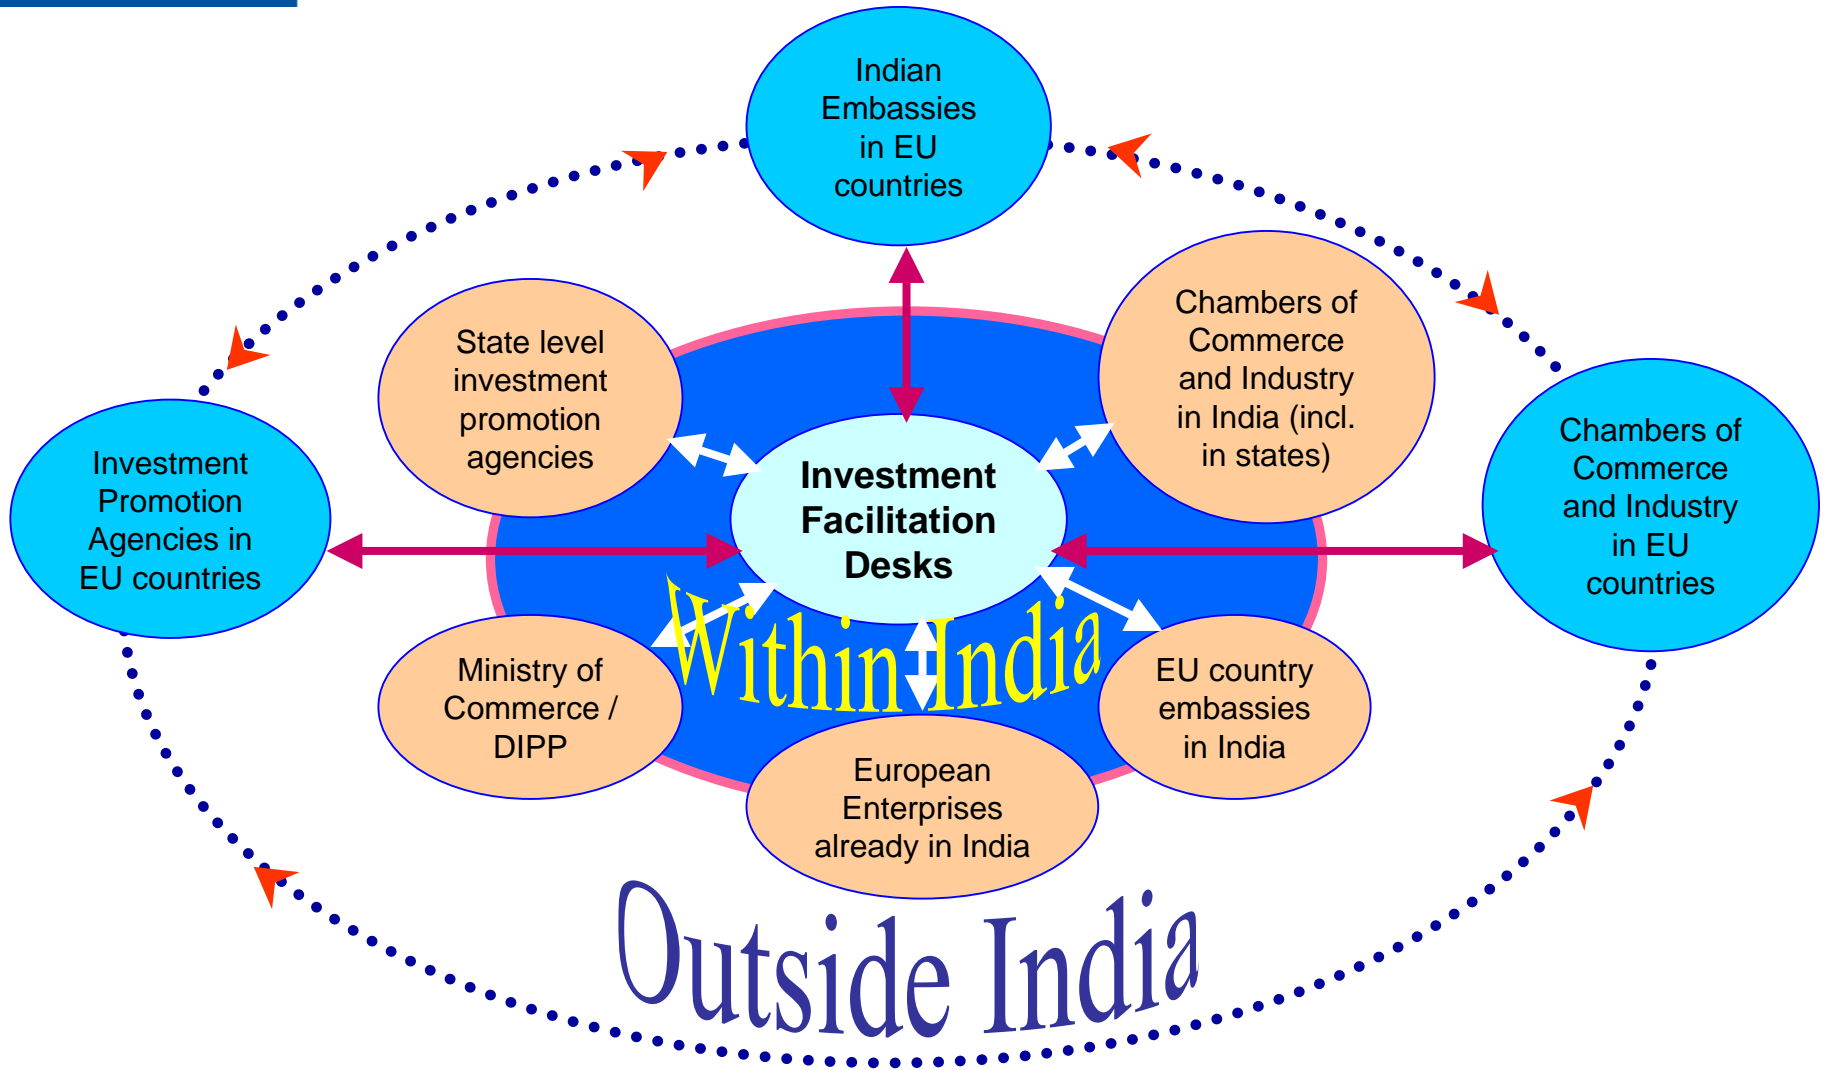 Indian
Embassies
in EU
countries
State level
investment
promotion
agencies
Chambers of
Commerce
and Industry
in India (incl.
in states)
Investment
Promotion
Agencies in
EU countries
Investment
Facilitation
Desks
Chambers of
Commerce
and Industry
in EU
countries
Within India
Ministry of
Commerce /
DIPP
European
Enterprises
already in India
EU country
embassies
in India
Outside India